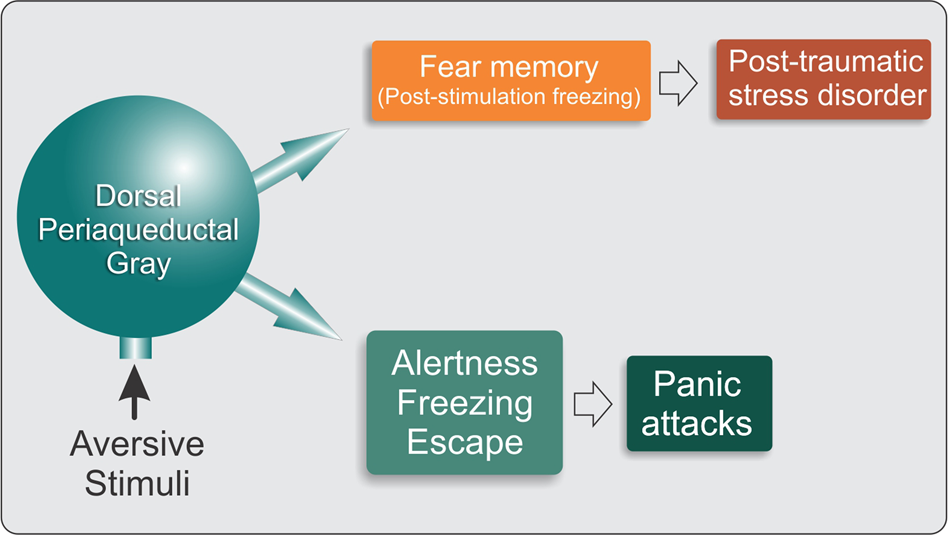 Dorsal
Periaqueductal
Gray
Aversive
Stimuli
Fear memory
(Post-stimulation freezing)
Post-traumatic
stress disorder
Alertness
Freezing
Escape
Panic
attacks